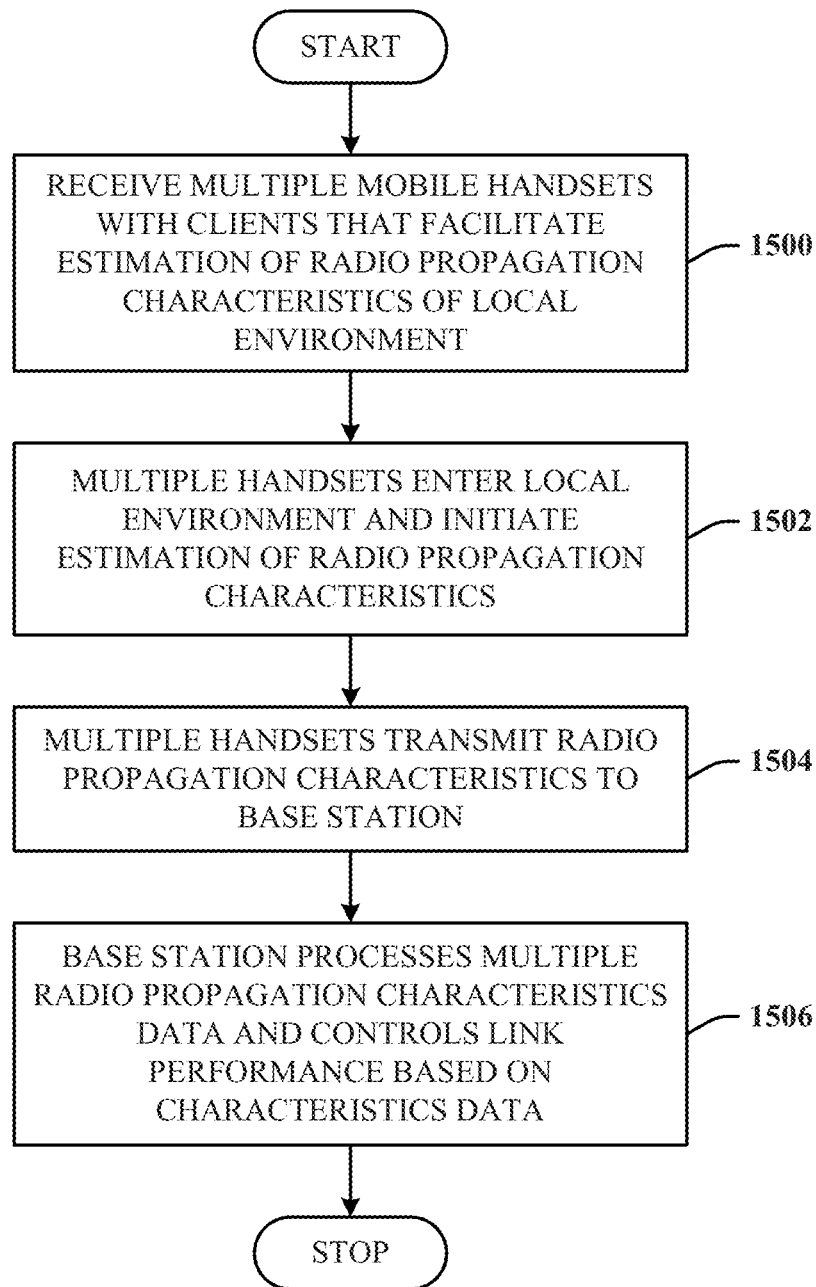 START
RECEIVE MULTIPLE MOBILE HANDSETS
WITH CLIENTS THAT FACILITATE
ESTIMATION OF RADIO PROPAGATION
CHARACTERISTICS OF LOCAL
ENVIRONMENT
1500
MULTIPLE HANDSETS ENTER LOCAL
ENVIRONMENT AND INITIATE
ESTIMATION OF RADIO PROPAGATION
CHARACTERISTICS
1502
MULTIPLE HANDSETS TRANSMIT RADIO
PROPAGATION CHARACTERISTICS TO
BASE STATION
1504
BASE STATION PROCESSES MULTIPLE
RADIO PROPAGATION CHARACTERISTICS
DATA AND CONTROLS LINK
PERFORMANCE BASED ON
CHARACTERISTICS DATA
1506
STOP